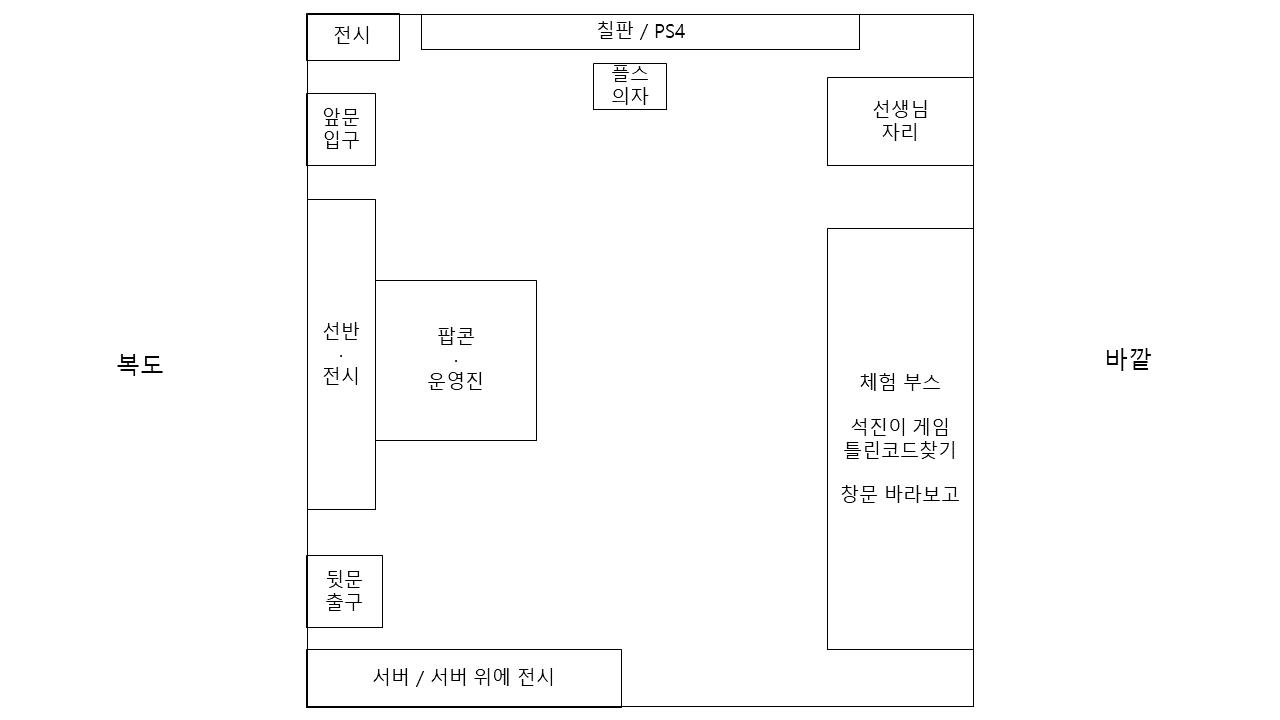 전시
칠판 / PS4
플스
의자
앞문
입구
선생님
자리
선반
.
전시
팝콘
.
운영진
복도
바깥
체험 부스
석진이 게임
틀린코드찾기
창문 바라보고
뒷문
출구
서버 / 서버 위에 전시